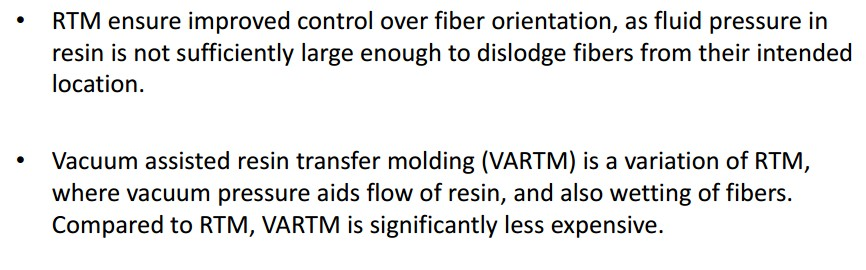 • RTM ensure improved control over fiber orientation, as fluid pressure in
resin is not sufficiently large enough to dislodge fibers from their intended
location.
• Vacuum assisted resin transfer molding (VARTM) is a variation of RTM,
where vacuum pressure aids flow of resin, and also wetting of fibers.
Compared to RTM, VARTM is significantly less expensive.